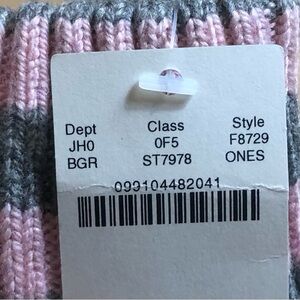 Dept Class Style
JH0 0F5 F8729
BGR ST7978 ONES
099104482041